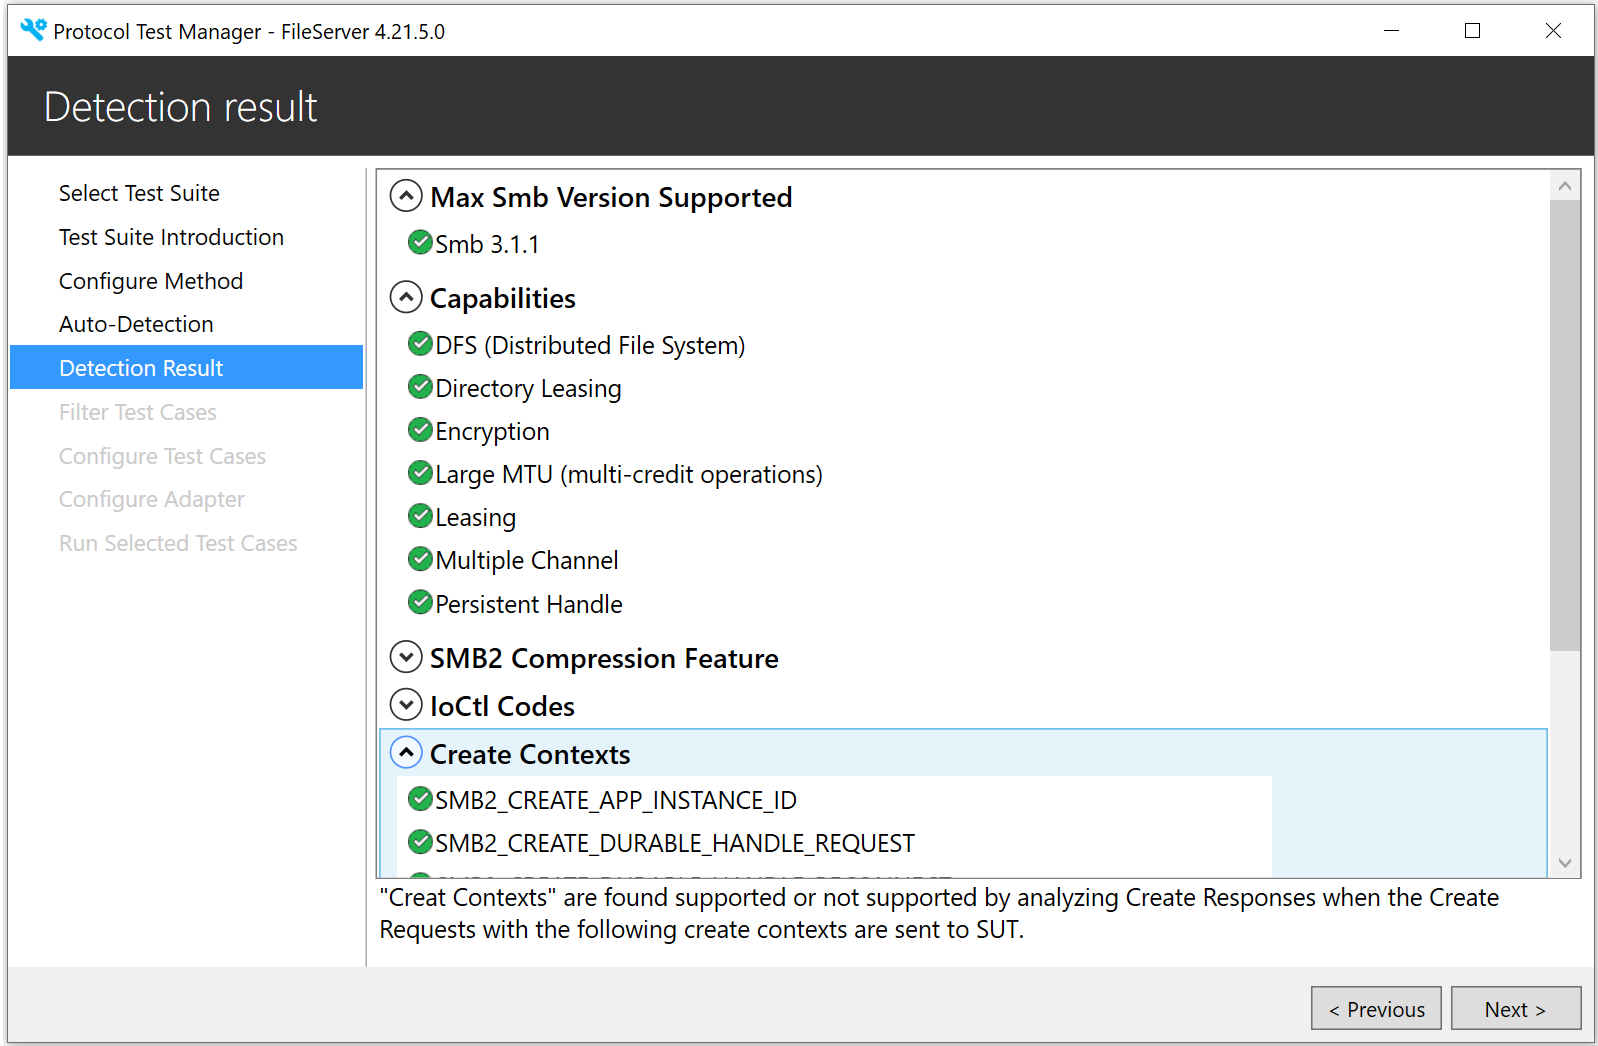 Protocol Test Manager - FileServer 4.21.5.0
Detection result
Select Test Suite
Test Suite Introduction
Configure Method
Auto-Detection
Detection Result
Filter Test Cases
Configure Test Cases
Configure Adapter
Run Selected Test Cases
Max Smb Version Supported
Smb 3.1.1
Capabilities
DFS (Distributed File System)
Directory Leasing
Encryption
Large MTU (multi-credit operations)
Leasing
Multiple Channel
Persistent Handle
SMB2 Compression Feature
IoCtl Codes
Create Contexts
SMB2_CREATE_APP_INSTANCE_ID
SMB2_CREATE_DURABLE_HANDLE_REQUEST
"Creat Contexts" are found supported or not supported by analyzing Create Responses when the Create
Requests with the following create contexts are sent to SUT.
< Previous
Next >